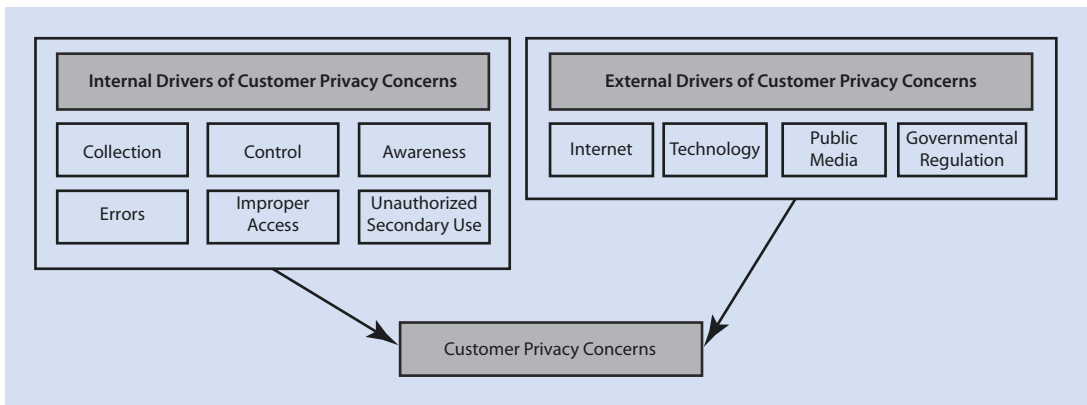 Internal Drivers of Customer Privacy Concerns
Collection
Control
Awareness
Errors
Improper
Access
Unauthorized
Secondary Use
External Drivers of Customer Privacy Concerns
Internet
Technology
Public
Media
Governmental
Regulation
Customer Privacy Concerns